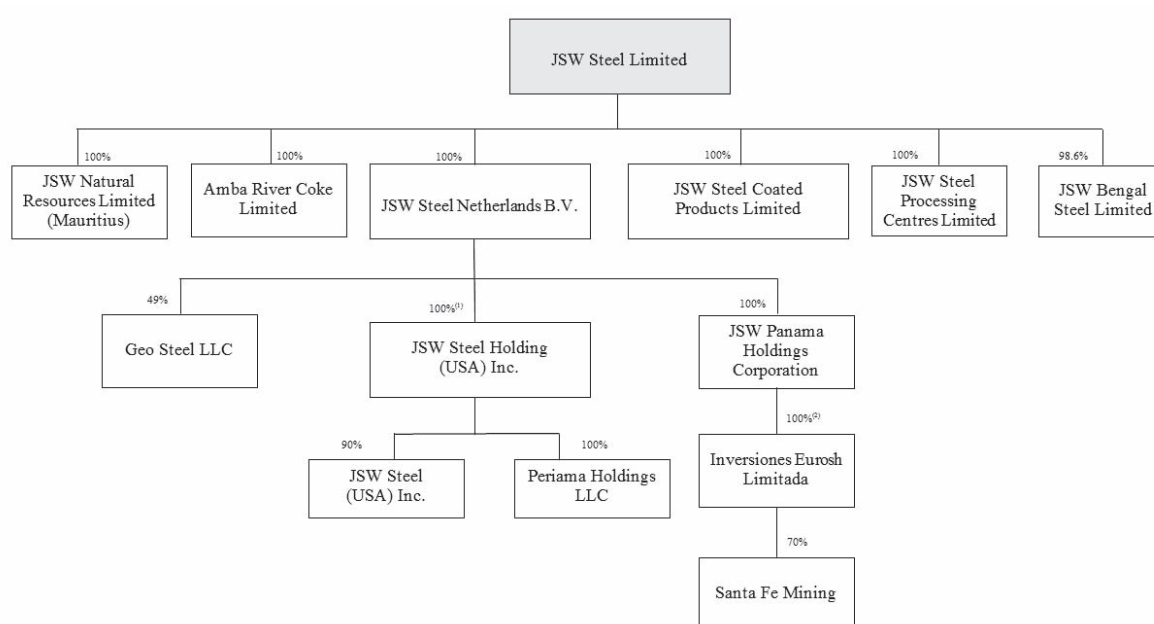 JSW Steel Limited
100%
100%
100%
100%
100%
98.6%
JSW Natural
Resources Limited
(Mauritius)
Amba River Coke
Limited
JSW Steel Netherlands B.V.
JSW Steel Coated
Products Limited
JSW Steel
Processing
Centres Limited
JSW Bengal
Steel Limited
49%
100%(1)
100%
Geo Steel LLC
JSW Steel Holding
(USA) Inc.
JSW Panama
Holdings
Corporation
90%
100%
100%(2)
JSW Steel
(USA) Inc.
Periama Holdings
LLC
Inversiones Eurosh
Limitada
70%
Santa Fe Mining